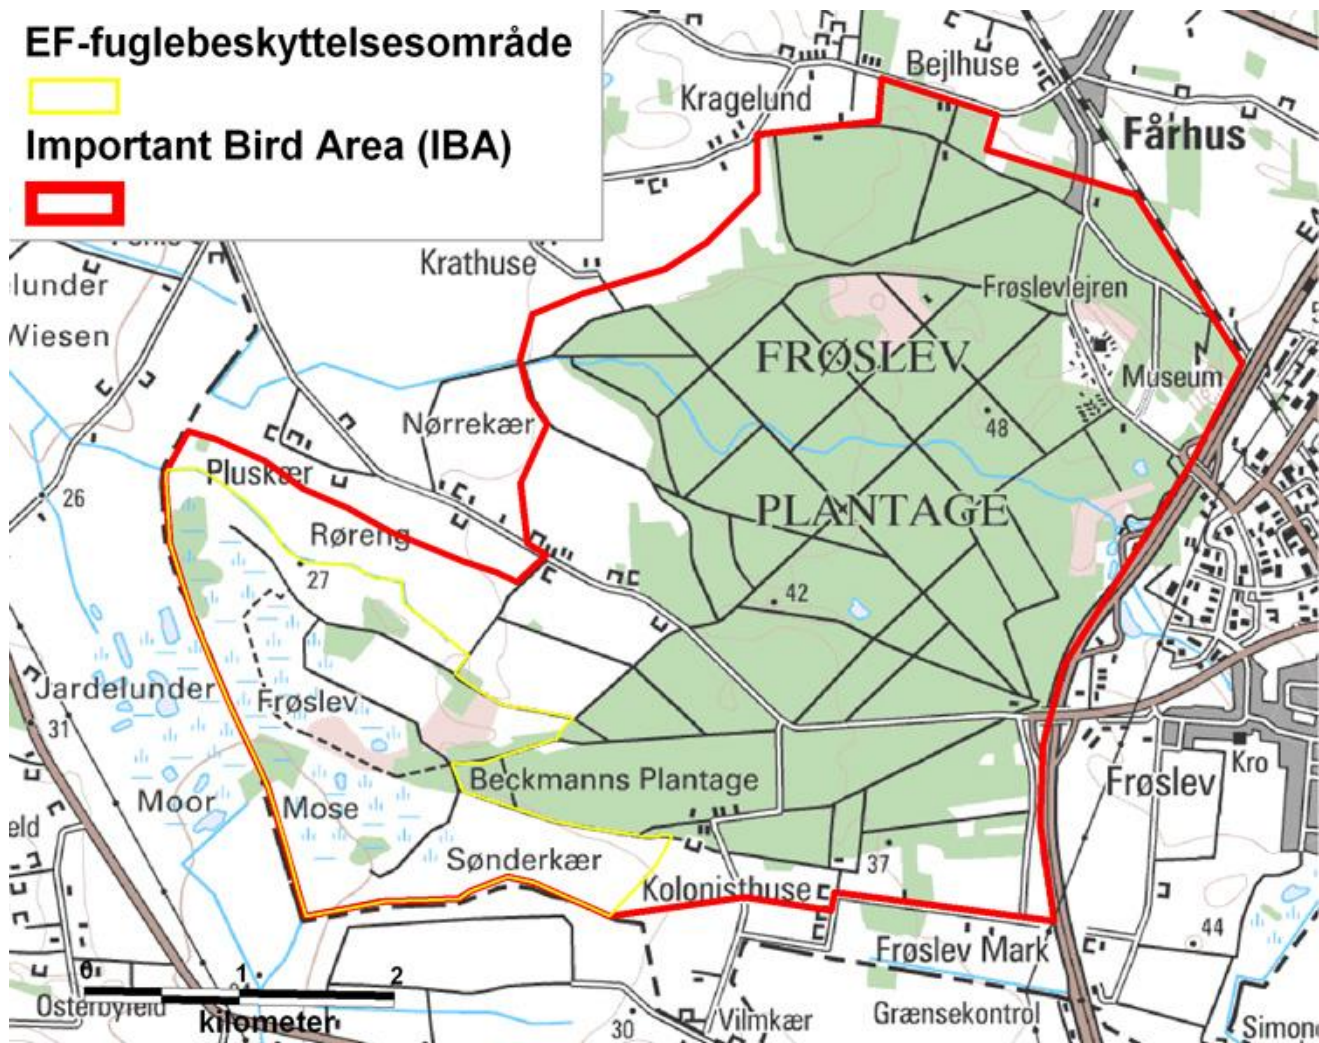 EF-fuglebeskyttelsesområde
Important Bird Area (IBA)
Bejlhuse
Kragelund
Fårhus
Krathuse
Frøslevlejren
Wiesen
FRØSLEV
Museum
Nørrekær
48
Pluskær
26
Røreng
PLANTAGE
27
42
Jardelunder
Frøslev
31
Beckmanns Plantage
Frøslev
Kro
Moor
Mose
Sønderkær
37
Kolonisthuse
Frøslev Mark
44
0 1 2
Osterbyfeld
kilometer
30
Vilmkær
Grænsekontrol